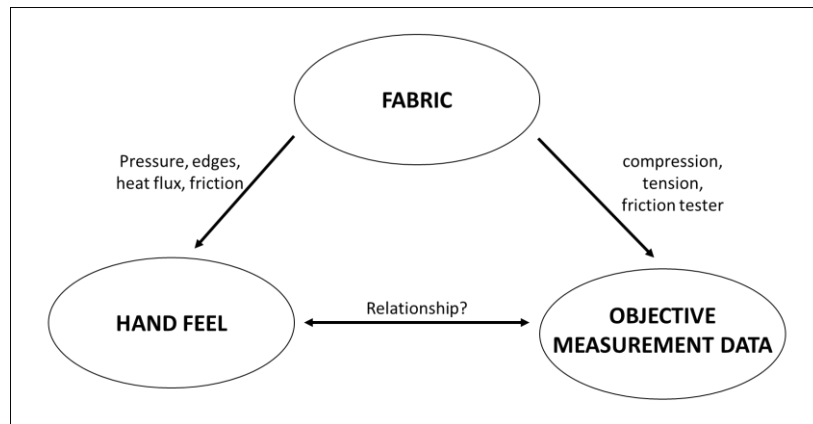 FABRIC
Pressure, edges,
heat flux, friction
compression,
tension,
friction tester
HAND FEEL
Relationship?
OBJECTIVE
MEASUREMENT DATA